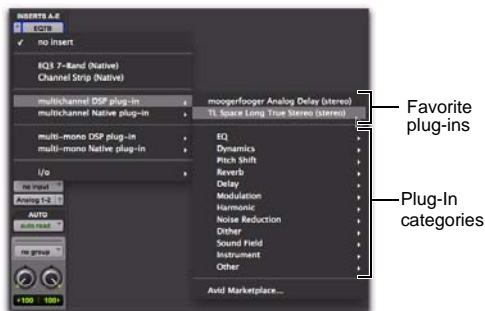 INSERTS A-E
EQ7B
no insert
EQ3 7-Band (Native)
Channel Strip (Native)
multichannel DSP plug-in
multichannel Native plug-in
multi-mono DSP plug-in
multi-mono Native plug-in
i/o
moogerfooger Analog Delay (stereo)
TL Space Long True Stereo (stereo)
EQ
Dynamics
Pitch Shift
Reverb
Delay
Modulation
Harmonic
Noise Reduction
Dither
Sound Field
Instrument
Other
Avid Marketplace...
Favorite
plug-ins
Plug-In
categories
no input
Analog 1-2
AUTO
auto read
no group
+100 100+